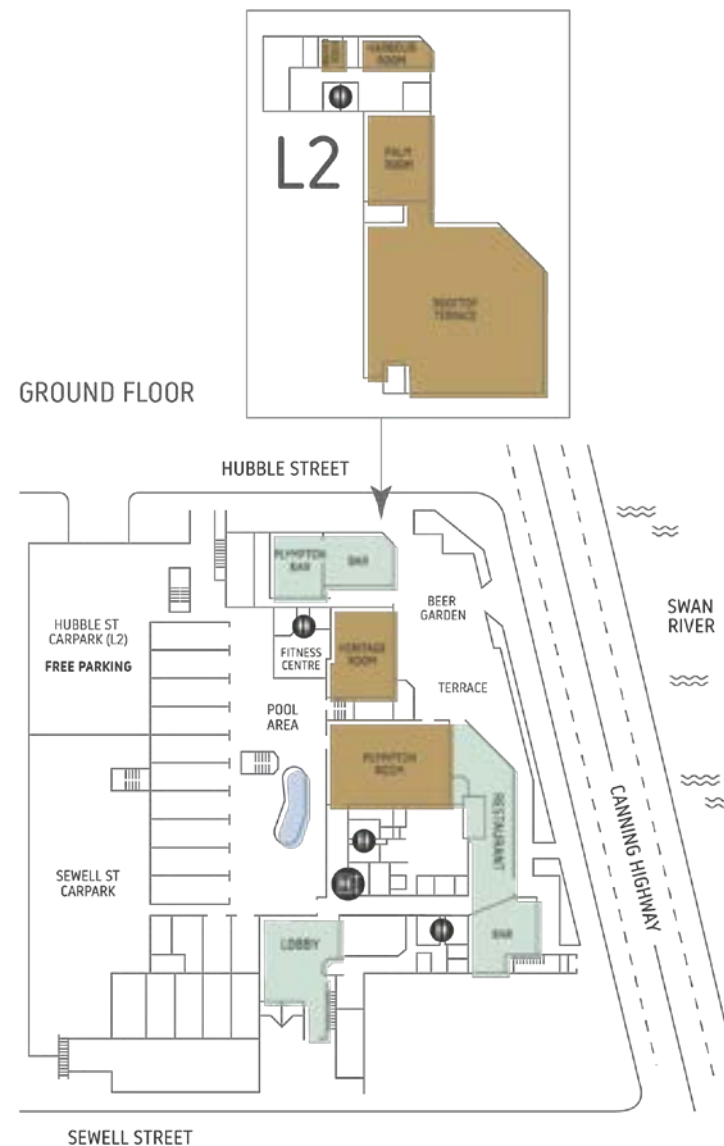 HARBOUR
ROOM
L2
PALM
ROOM
ROOFTOP
TERRACE
GROUND FLOOR
HUBBLE STREET
PLYMPTON
BAR
BAR
BEER
GARDEN
HUBBLE ST
CARPARK (L2)
FREE PARKING
SWAN
RIVER
FITNESS
CENTRE
HERITAGE
ROOM
TERRACE
POOL
AREA
PLYMPTON
ROOM
RESTAURANT
CANNING HIGHWAY
SEWELL ST
CARPARK
LOBBY
BAR
SEWELL STREET